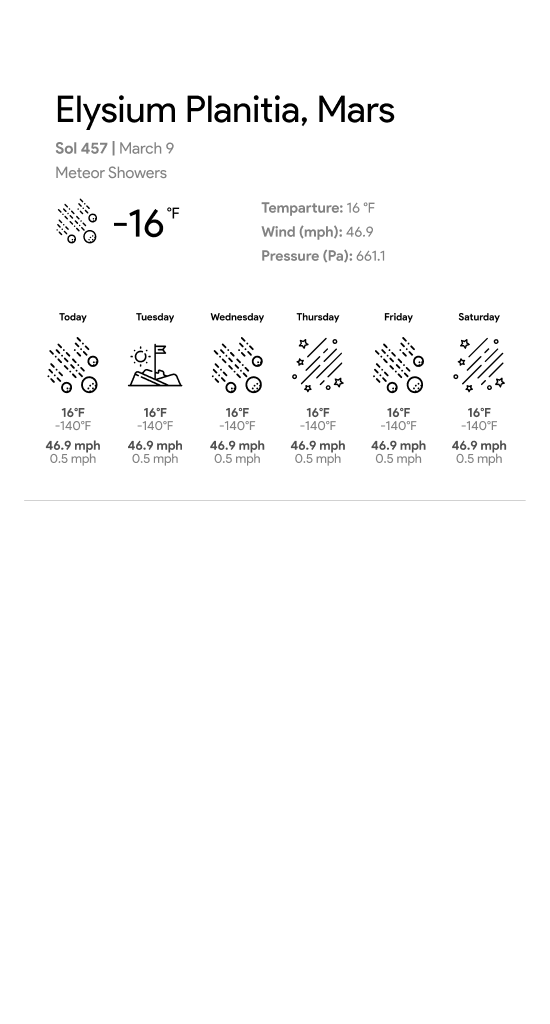 Elysium Planitia, Mars
Sol 457 | March 9
Meteor Showers
-16 °F
Temparture: 16 °F
Wind (mph): 46.9
Pressure (Pa): 661.1
Today Tuesday Wednesday Thursday Friday Saturday
16°F 16°F 16°F 16°F 16°F 16°F
-140°F -140°F -140°F -140°F -140°F -140°F
46.9 mph 46.9 mph 46.9 mph 46.9 mph 46.9 mph 46.9 mph
0.5 mph 0.5 mph 0.5 mph 0.5 mph 0.5 mph 0.5 mph